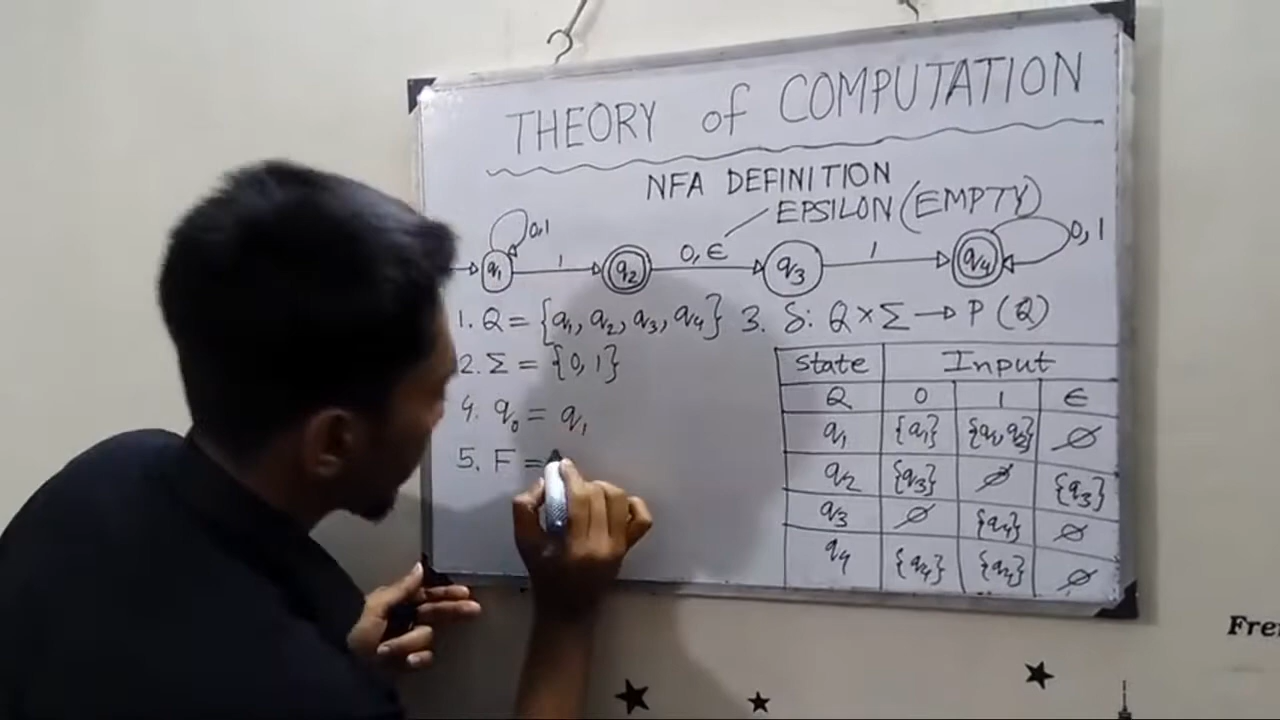 THEORY of COMPUTATION
NFA DEFINITION
EPSILON (EMPTY)
0,1 0, ∈ 1 0, 1
q₁ 1 q₂ q₃ q₄
1. Q = {q₁, q₂, q₃, q₄} 3. δ: Q × Σ → P (Q)
2. Σ = {0, 1}
4. q₀ = q₁
5. F =
State Input
Q 0 1 ∈
q₁ {q₁} {q₁, q₂} ∅
q₂ {q₃} ∅ {q₃}
q₃ ∅ {q₄} ∅
q₄ {q₄} {q₄} ∅